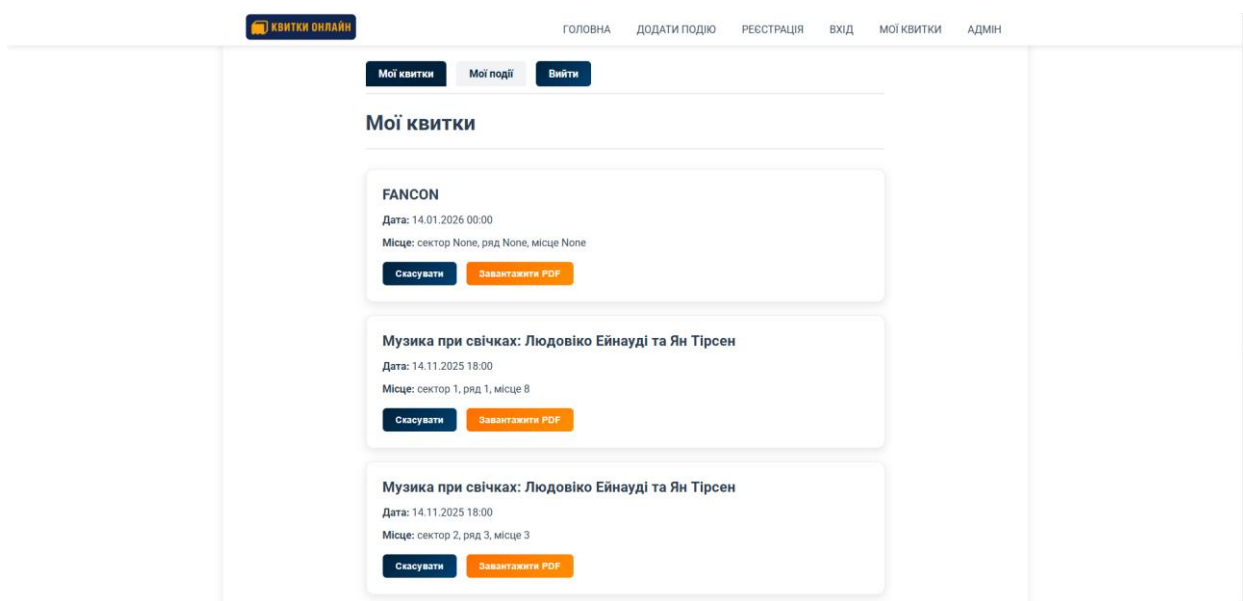 КВИТКИ ОНЛАЙН
ГОЛОВНА ДОДАТИ ПОДІЮ РЕЄСТРАЦІЯ ВХІД МОЇ КВИТКИ АДМІН
Мої квитки Мої події Вийти
Мої квитки
FANCON
Дата: 14.01.2026 00:00
Місце: сектор None, ряд None, місце None
Скасувати Завантажити PDF
Музика при свічках: Людовіко Ейнауді та Ян Тірсен
Дата: 14.11.2025 18:00
Місце: сектор 1, ряд 1, місце 8
Скасувати Завантажити PDF
Музика при свічках: Людовіко Ейнауді та Ян Тірсен
Дата: 14.11.2025 18:00
Місце: сектор 2, ряд 3, місце 3
Скасувати Завантажити PDF